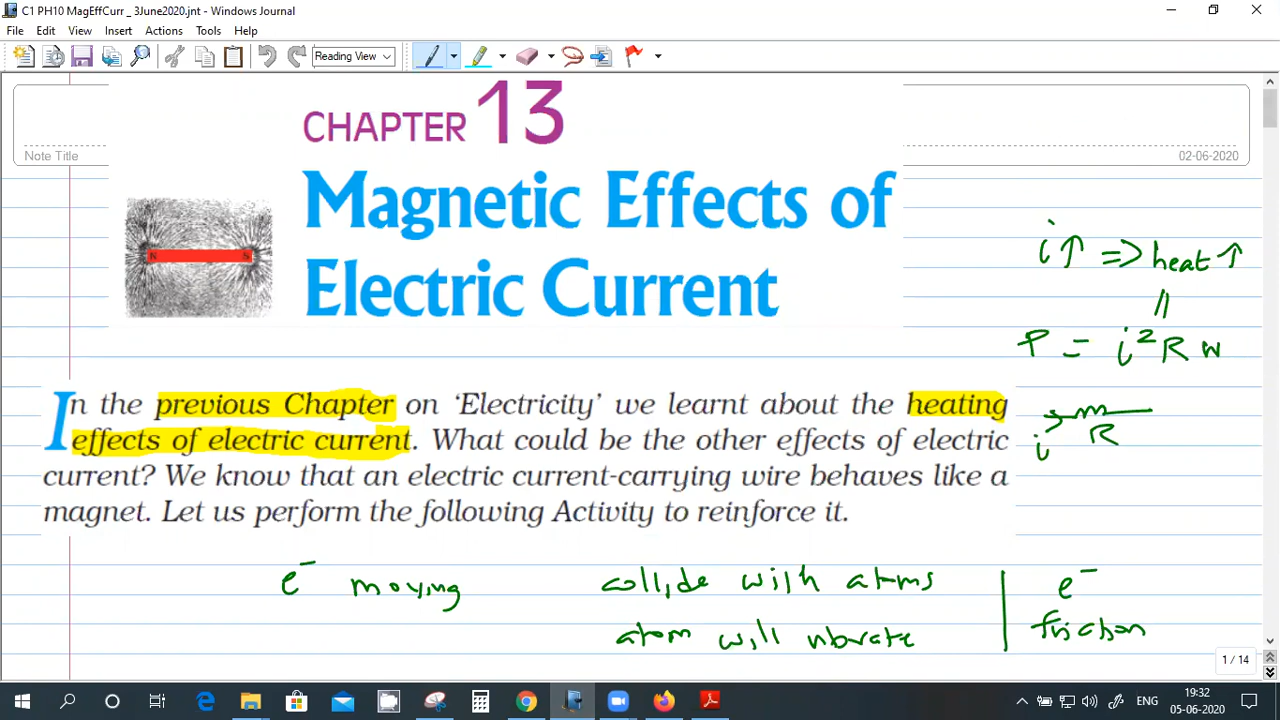 C1 PH10 MagEffCurr _ 3June2020.jnt - Windows Journal
File Edit View Insert Actions Tools Help
Reading View
CHAPTER 13
Note Title
02-06-2020
Magnetic Effects of
Electric Current
N S
i↑ => heat↑
||
P = i²R W
i R
In the previous Chapter on ‘Electricity’ we learnt about the heating
effects of electric current. What could be the other effects of electric
current? We know that an electric current-carrying wire behaves like a
magnet. Let us perform the following Activity to reinforce it.
e⁻ moving collide with atoms | e⁻
atom will vibrate | friction
1 / 14
ENG
19:32
05-06-2020